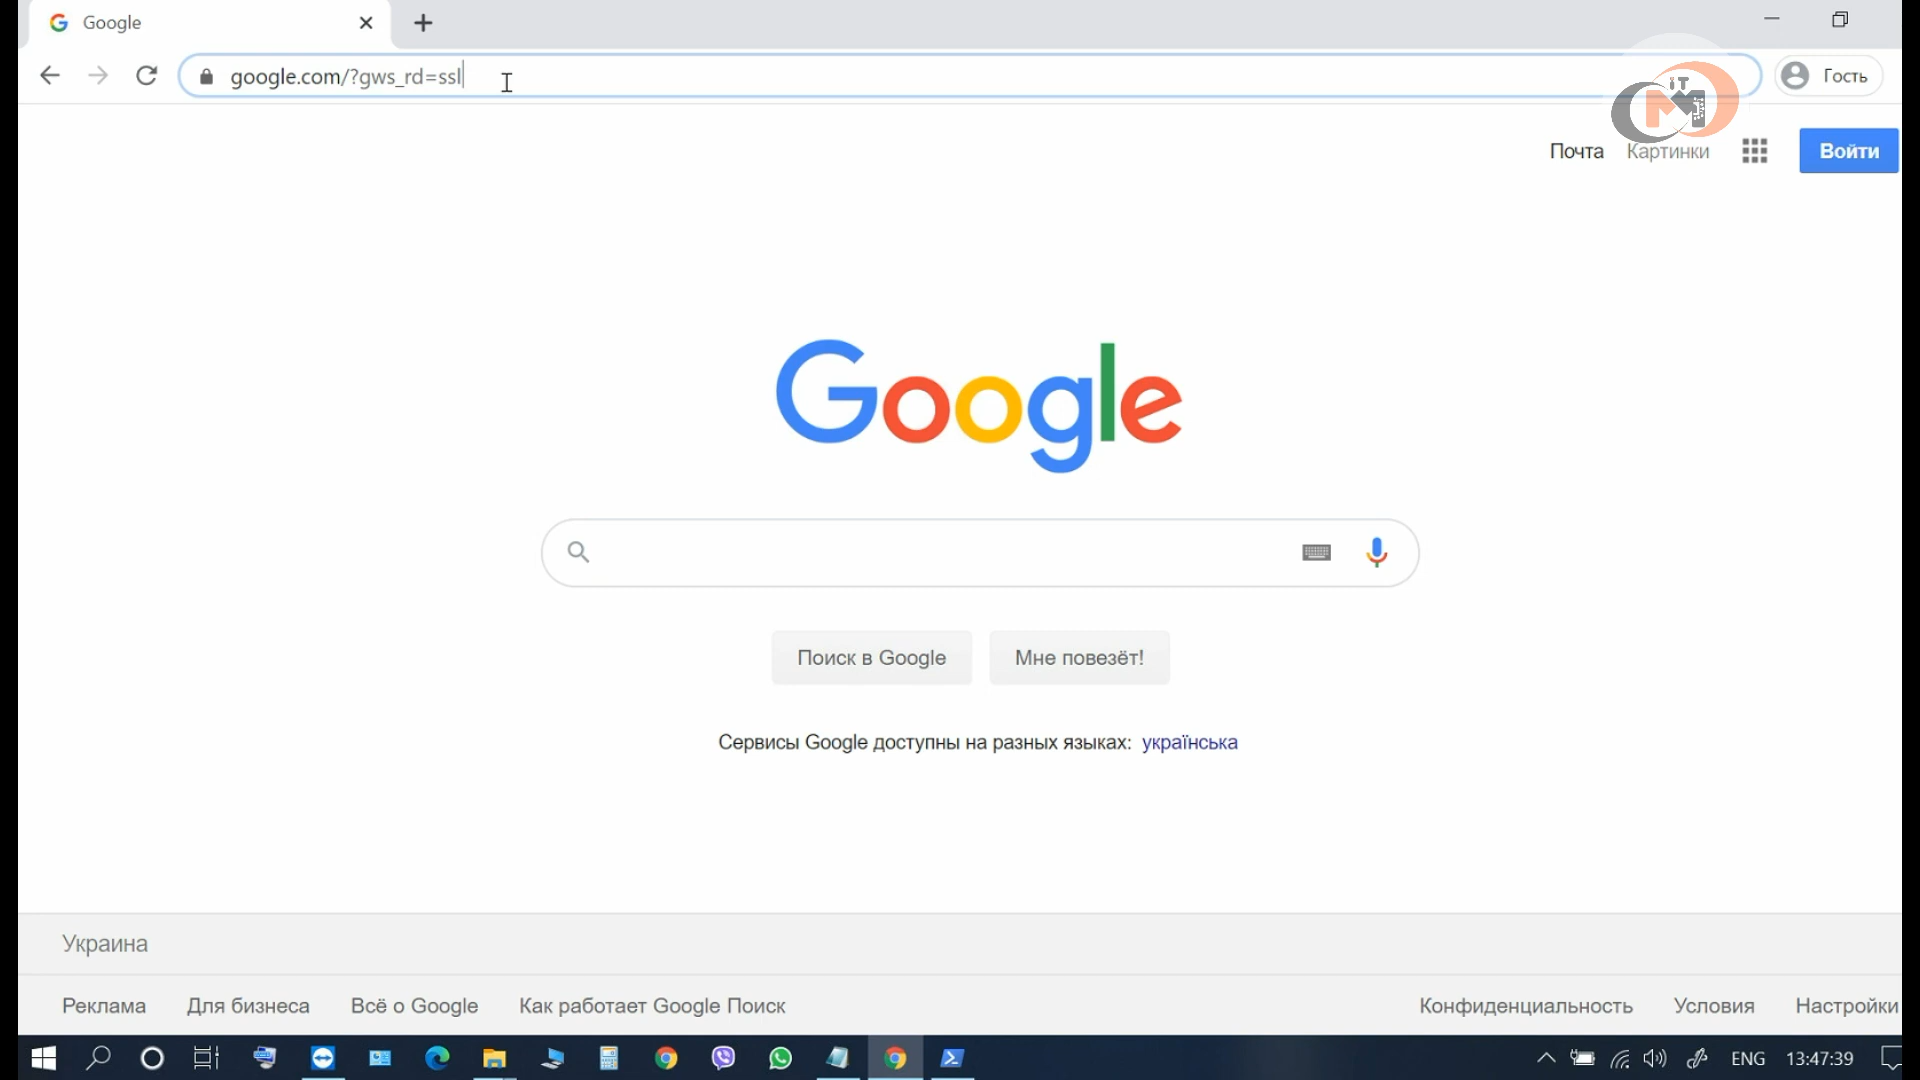 Google
google.com/?gws_rd=ssl
Гость
iT
CM
Почта Картинки
Войти
Google
Поиск в Google
Мне повезёт!
Сервисы Google доступны на разных языках: українська
Украина
Реклама Для бизнеса Всё о Google Как работает Google Поиск
Конфиденциальность Условия Настройки
ENG 13:47:39